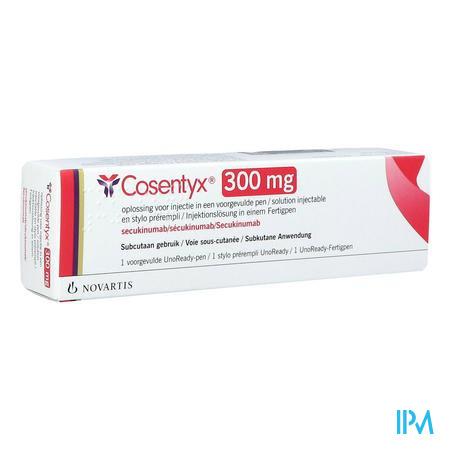 Cosentyx® 300 mg
oplossing voor injectie in een voorgevulde pen / solution injectable
en stylo prérempli / Injektionslösung in einem Fertigpen
secukinumab/sécukinumab/Secukinumab
Subcutaan gebruik / Voie sous-cutanée / Subkutane Anwendung
1 voorgevulde UnoReady-pen / 1 stylo prérempli UnoReady / 1 UnoReady-Fertigpen
NOVARTIS
Cosentyx® 300 mg
IPM